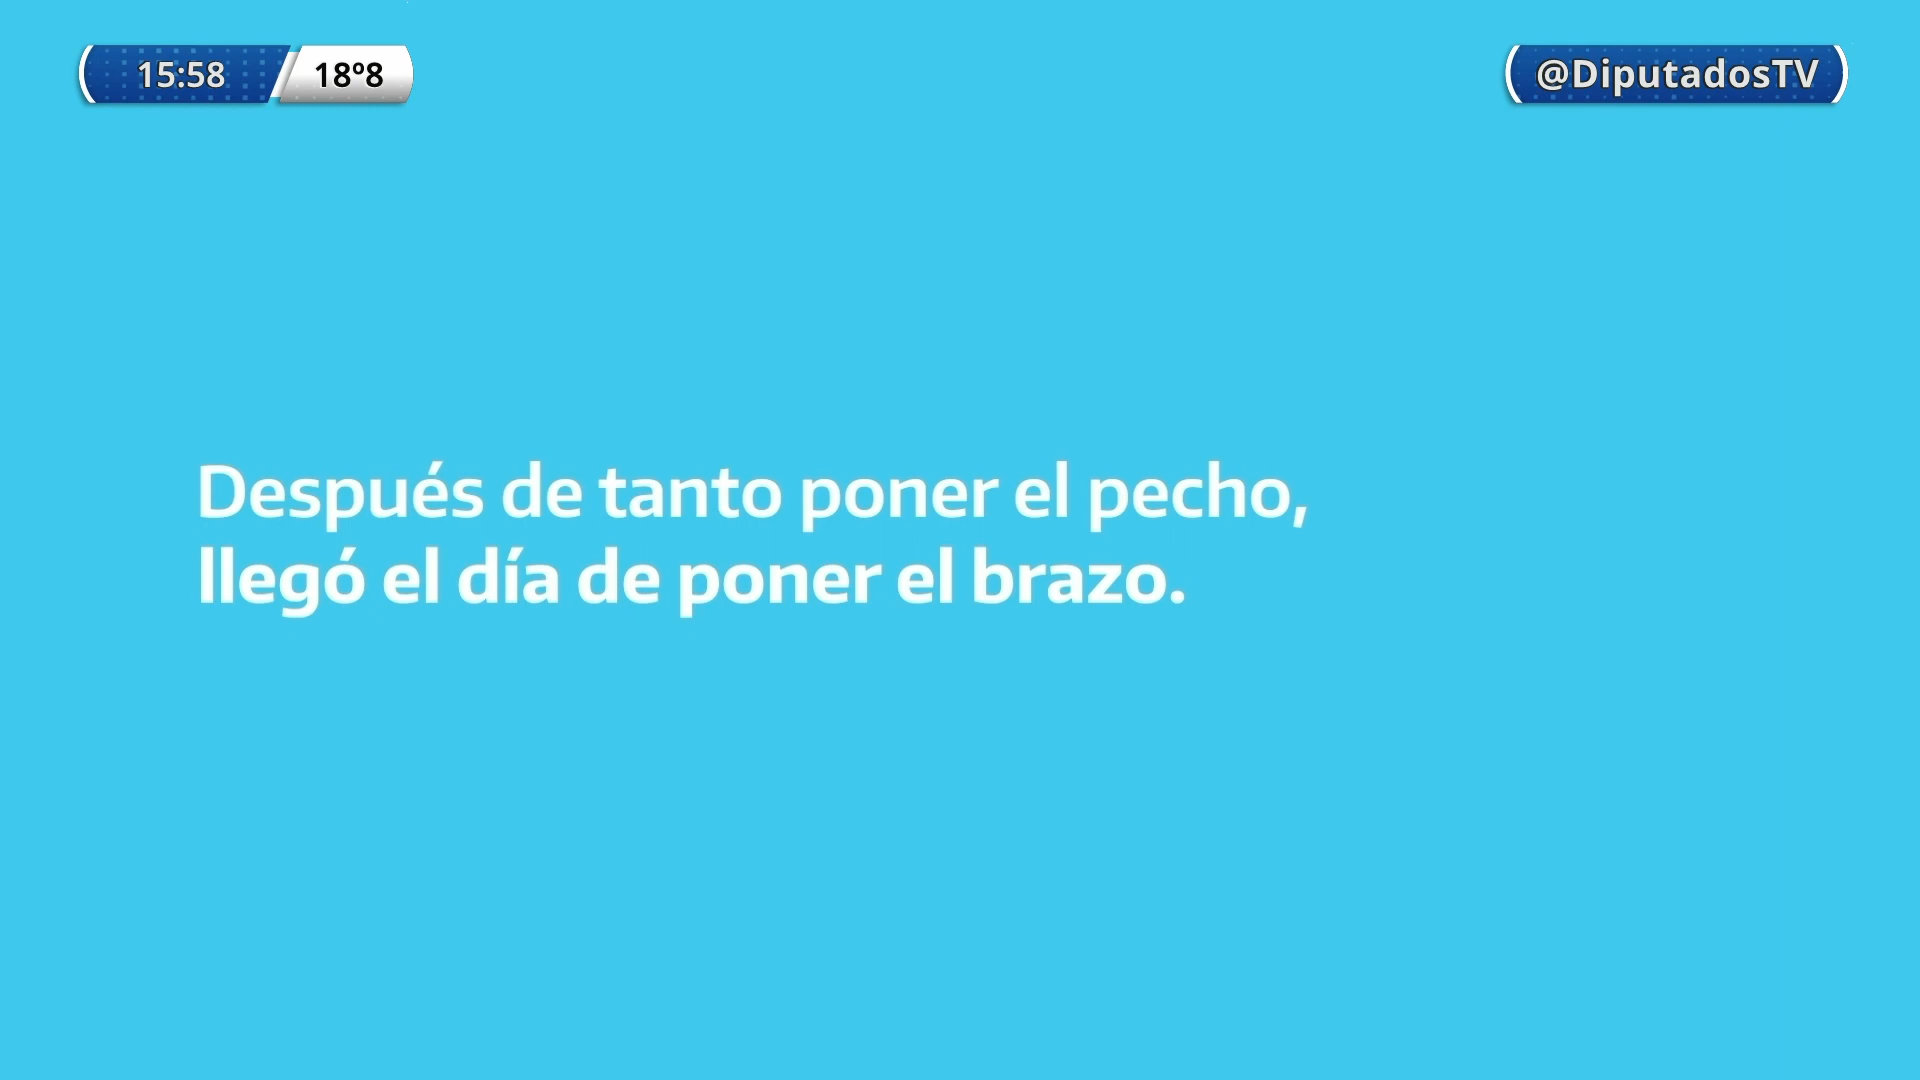 15:58
18º8
@DiputadosTV
Después de tanto poner el pecho,
llegó el día de poner el brazo.